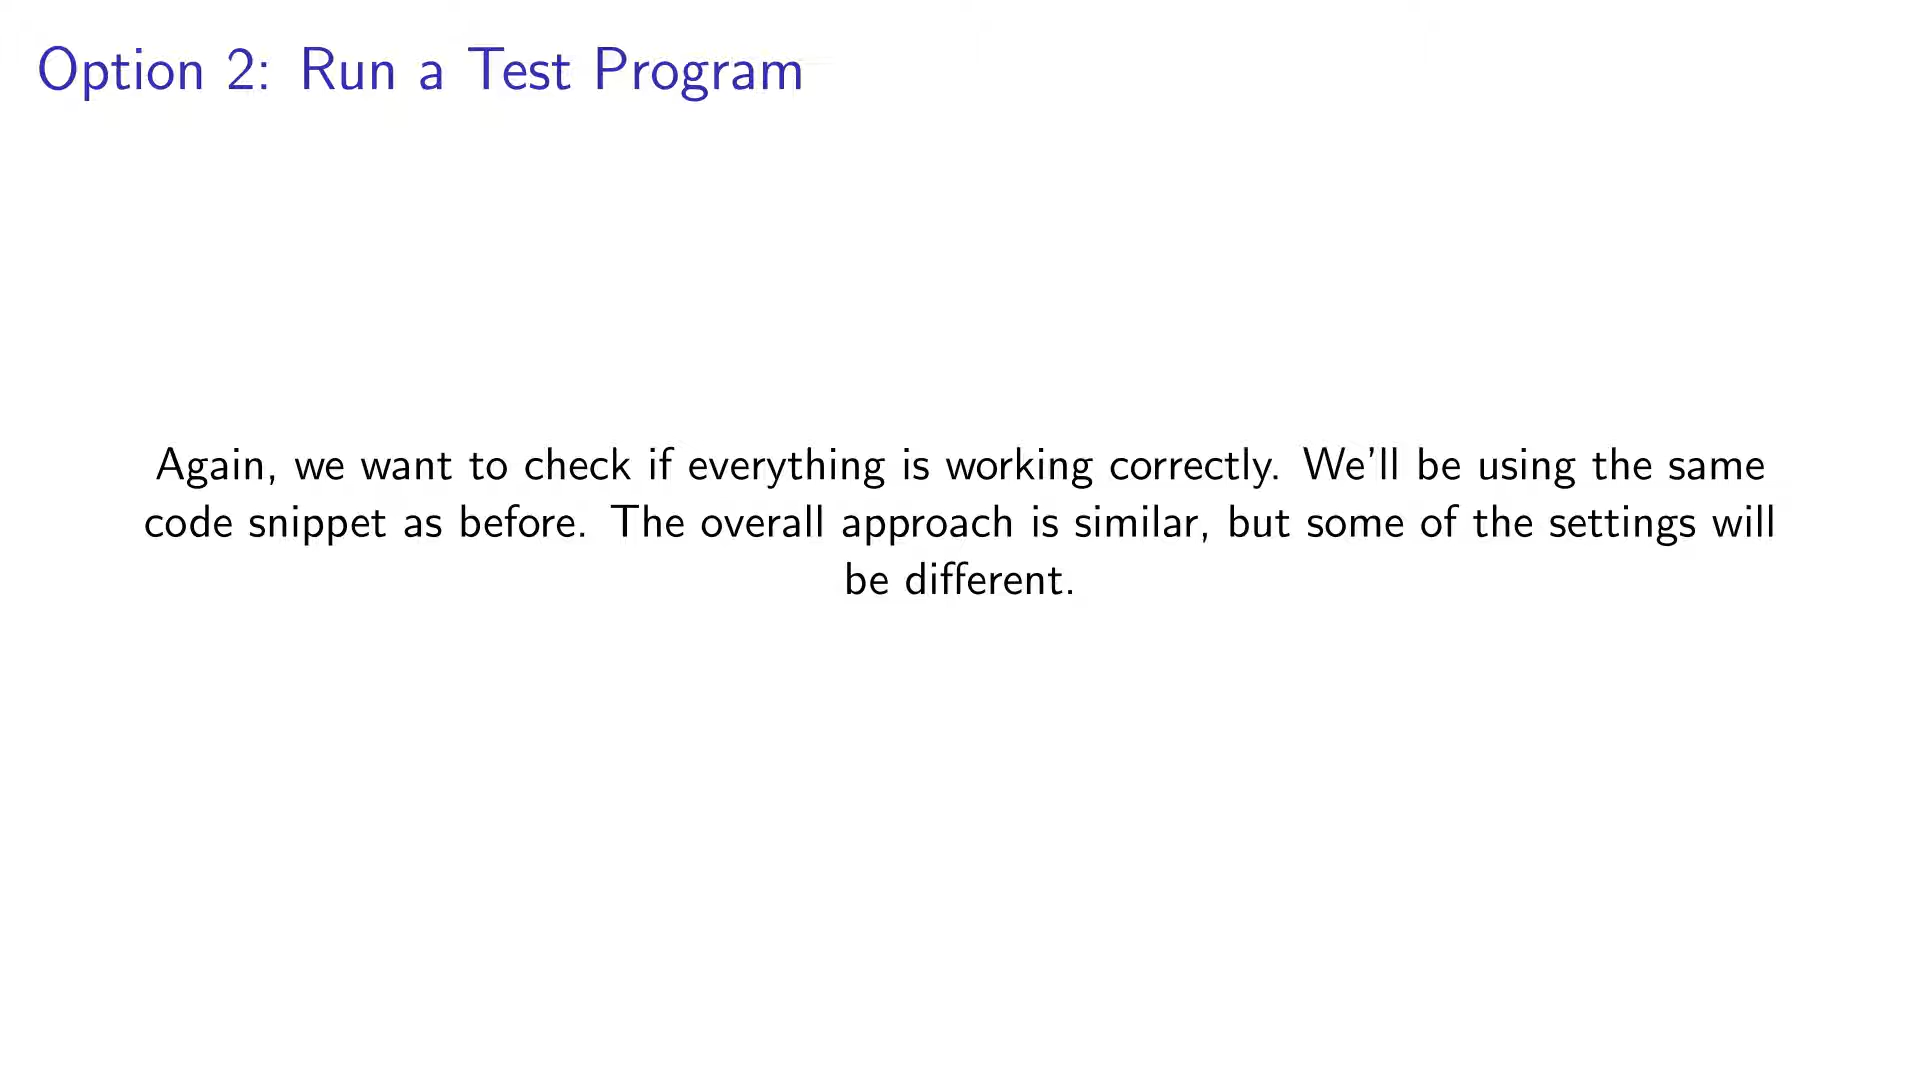 Option 2: Run a Test Program
Again, we want to check if everything is working correctly. We'll be using the same
code snippet as before. The overall approach is similar, but some of the settings will
be different.